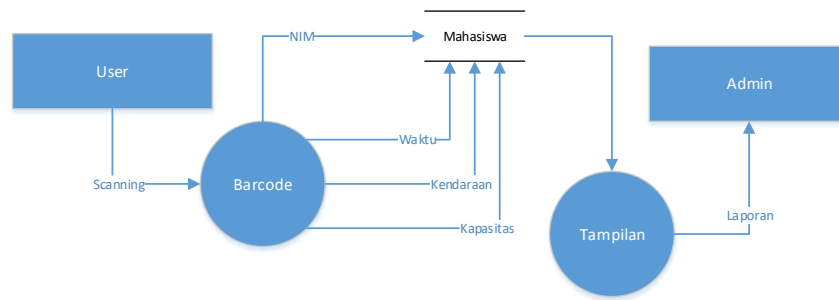 NIM
Mahasiswa
User
Admin
Waktu
Scanning
Barcode
Kendaraan
Kapasitas
Laporan
Tampilan